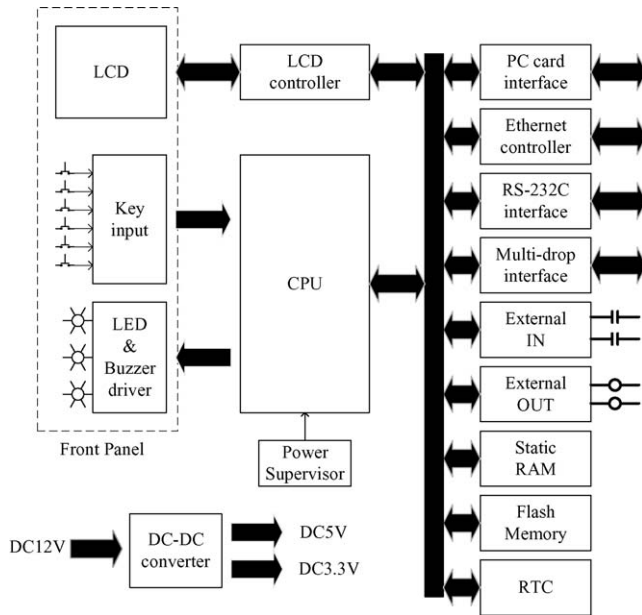 LCD
LCD
controller
PC card
interface
Ethernet
controller
Key
input
RS-232C
interface
CPU
Multi-drop
interface
LED
&
Buzzer
driver
External
IN
External
OUT
Front Panel
Power
Supervisor
Static
RAM
DC12V
DC-DC
converter
DC5V
DC3.3V
Flash
Memory
RTC